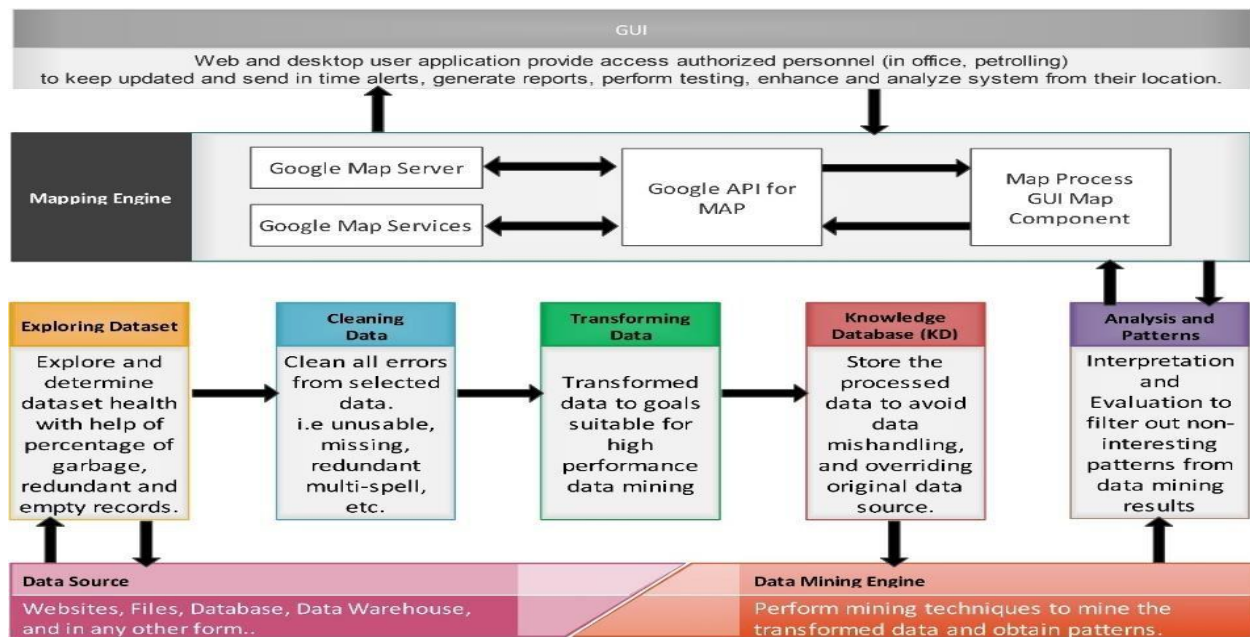 GUI
Web and desktop user application provide access authorized personnel (in office, petrolling)
to keep updated and send in time alerts, generate reports, perform testing, enhance and analyze system from their location.
Mapping Engine
Google Map Server
Google Map Services
Google API for
MAP
Map Process
GUI Map
Component
Exploring Dataset
Explore and
determine
dataset health
with help of
percentage of
garbage,
redundant and
empty records.
Cleaning
Data
Clean all errors
from selected
data.
i.e unusable,
missing,
redundant
multi-spell,
etc.
Transforming
Data
Transformed
data to goals
suitable for
high
performance
data mining
Knowledge
Database (KD)
Store the
processed
data to avoid
data
mishandling,
and overriding
original data
source.
Analysis and
Patterns
Interpretation
and
Evaluation to
filter out non-
interesting
patterns from
data mining
results
Data Source
Websites, Files, Database, Data Warehouse,
and in any other form..
Data Mining Engine
Perform mining techniques to mine the
transformed data and obtain patterns.